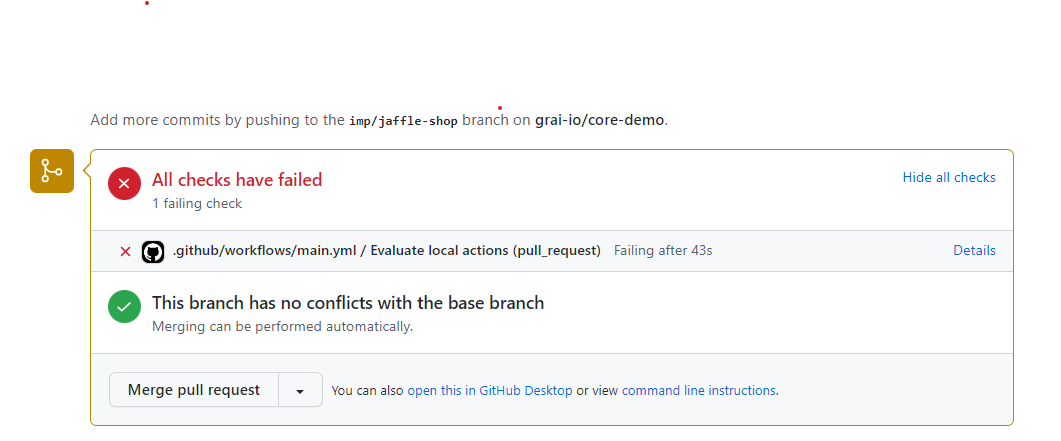 Add more commits by pushing to the imp/jaffle-shop branch on grai-io/core-demo.
All checks have failed
Hide all checks
1 failing check
.github/workflows/main.yml / Evaluate local actions (pull_request) Failing after 43s
Details
This branch has no conflicts with the base branch
Merging can be performed automatically.
Merge pull request
You can also open this in GitHub Desktop or view command line instructions.